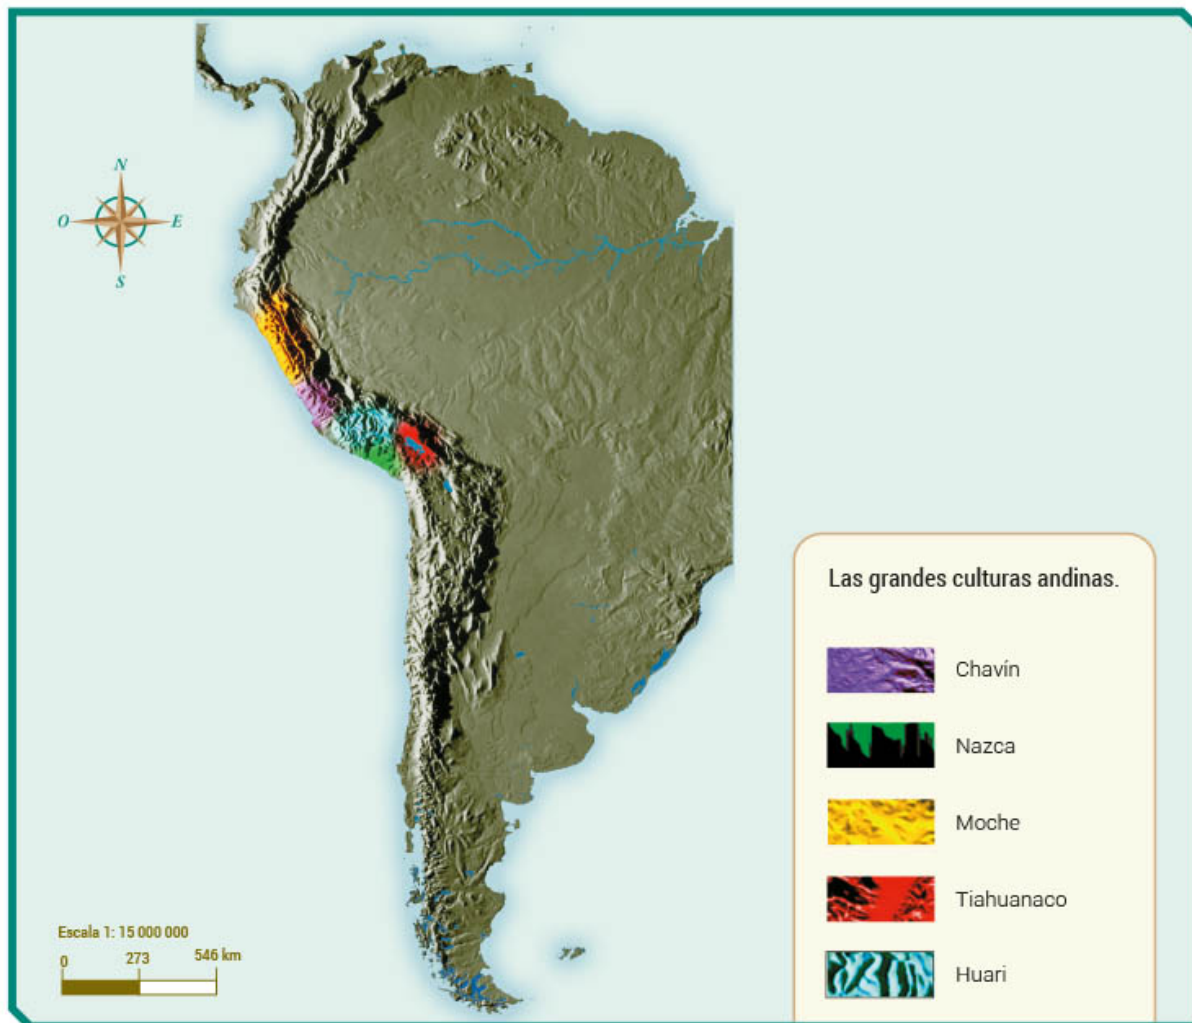 N
O
E
S
Las grandes culturas andinas.
Chavín
Nazca
Moche
Tiahuanaco
Huari
Escala 1: 15 000 000
0 273 546 km